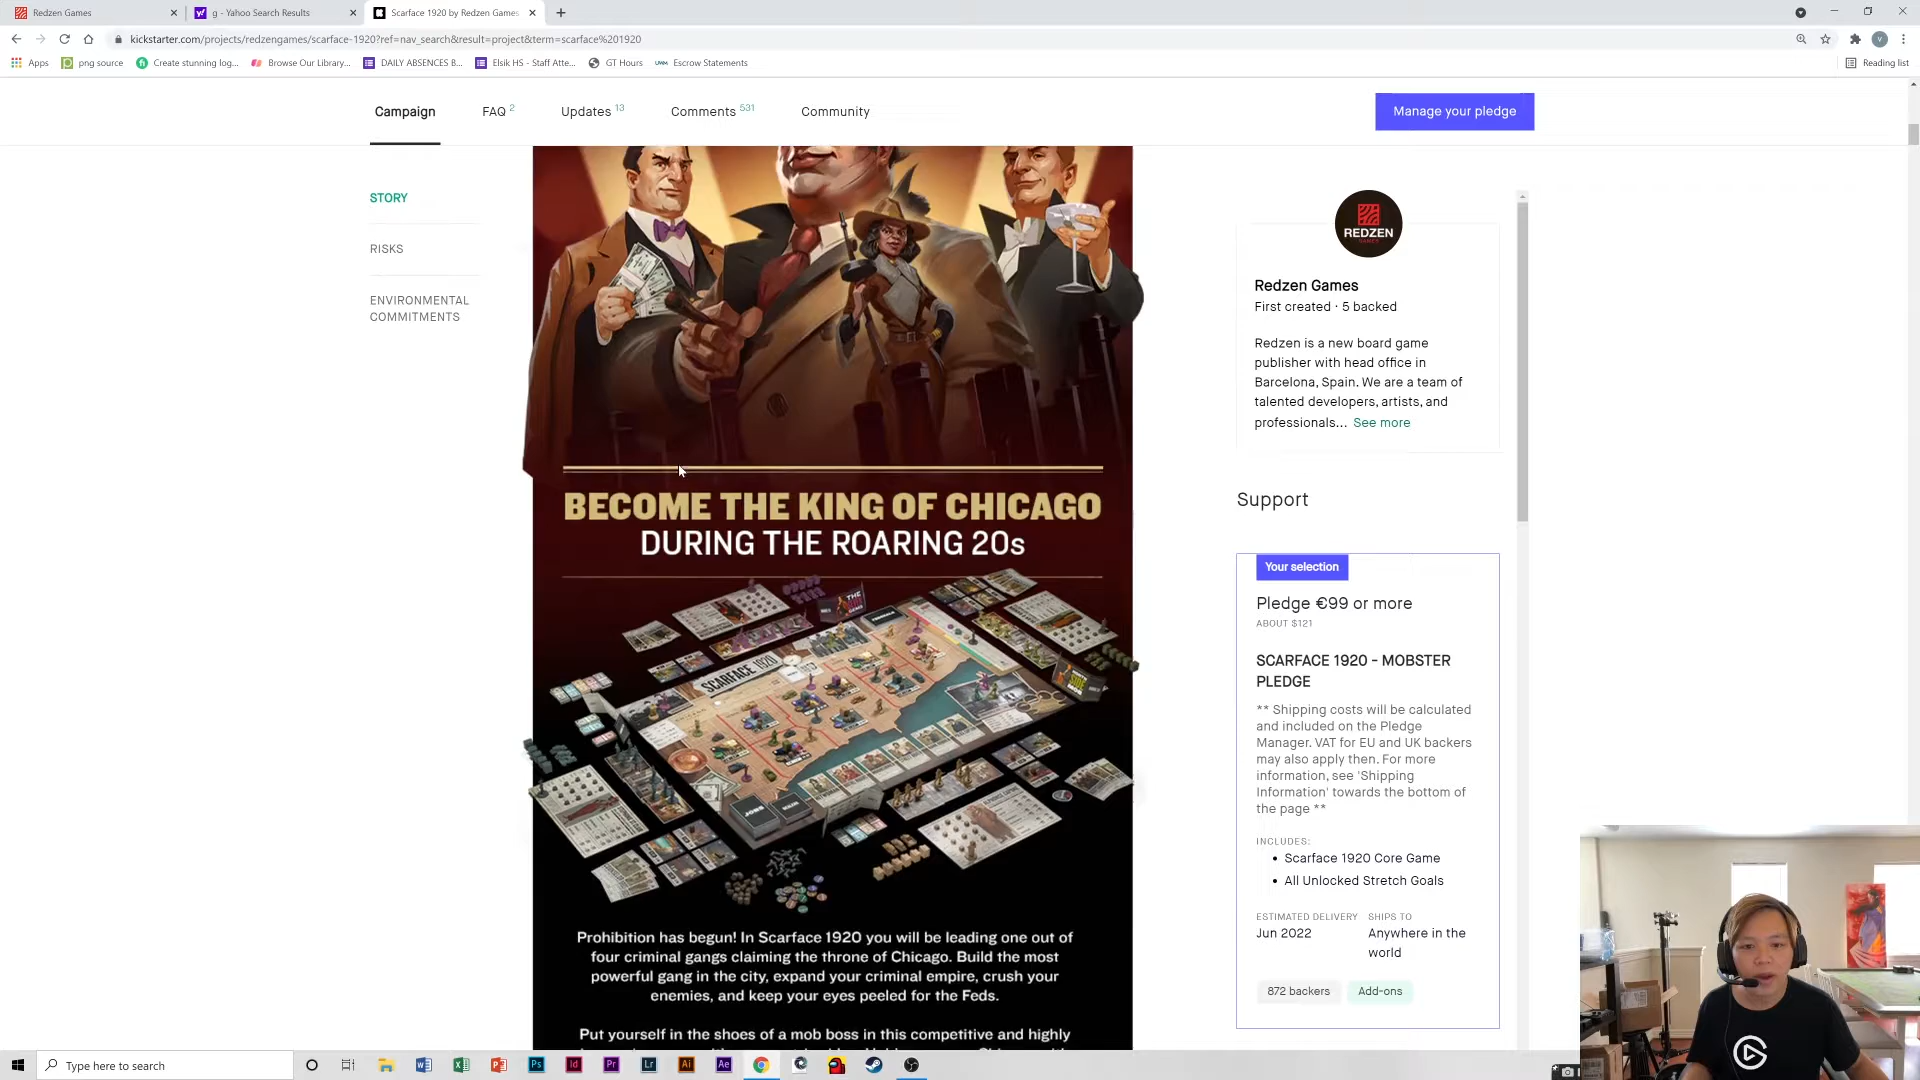 Redzen Games
g - Yahoo Search Results
Scarface 1920 by Redzen Games
kickstarter.com/projects/redzengames/scarface-1920?ref=nav_search&result=project&term=scarface%201920
Apps
png source
Create stunning log...
Browse Our Library...
DAILY ABSENCES B...
Elsik HS - Staff Atte...
GT Hours
Escrow Statements
Reading list
Campaign
FAQ 2
Updates 13
Comments 531
Community
Manage your pledge
STORY
RISKS
ENVIRONMENTAL
COMMITMENTS
BECOME THE KING OF CHICAGO
DURING THE ROARING 20s
SCARFACE 1920
Prohibition has begun! In Scarface 1920 you will be leading one out of
four criminal gangs claiming the throne of Chicago. Build the most
powerful gang in the city, expand your criminal empire, crush your
enemies, and keep your eyes peeled for the Feds.
Put yourself in the shoes of a mob boss in this competitive and highly
REDZEN
GAMES
Redzen Games
First created · 5 backed
Redzen is a new board game
publisher with head office in
Barcelona, Spain. We are a team of
talented developers, artists, and
professionals... See more
Support
Your selection
Pledge €99 or more
ABOUT $121
SCARFACE 1920 - MOBSTER
PLEDGE
** Shipping costs will be calculated
and included on the Pledge
Manager. VAT for EU and UK backers
may also apply then. For more
information, see 'Shipping
Information' towards the bottom of
the page **
INCLUDES:
• Scarface 1920 Core Game
• All Unlocked Stretch Goals
ESTIMATED DELIVERY
Jun 2022
SHIPS TO
Anywhere in the
world
872 backers
Add-ons
Type here to search